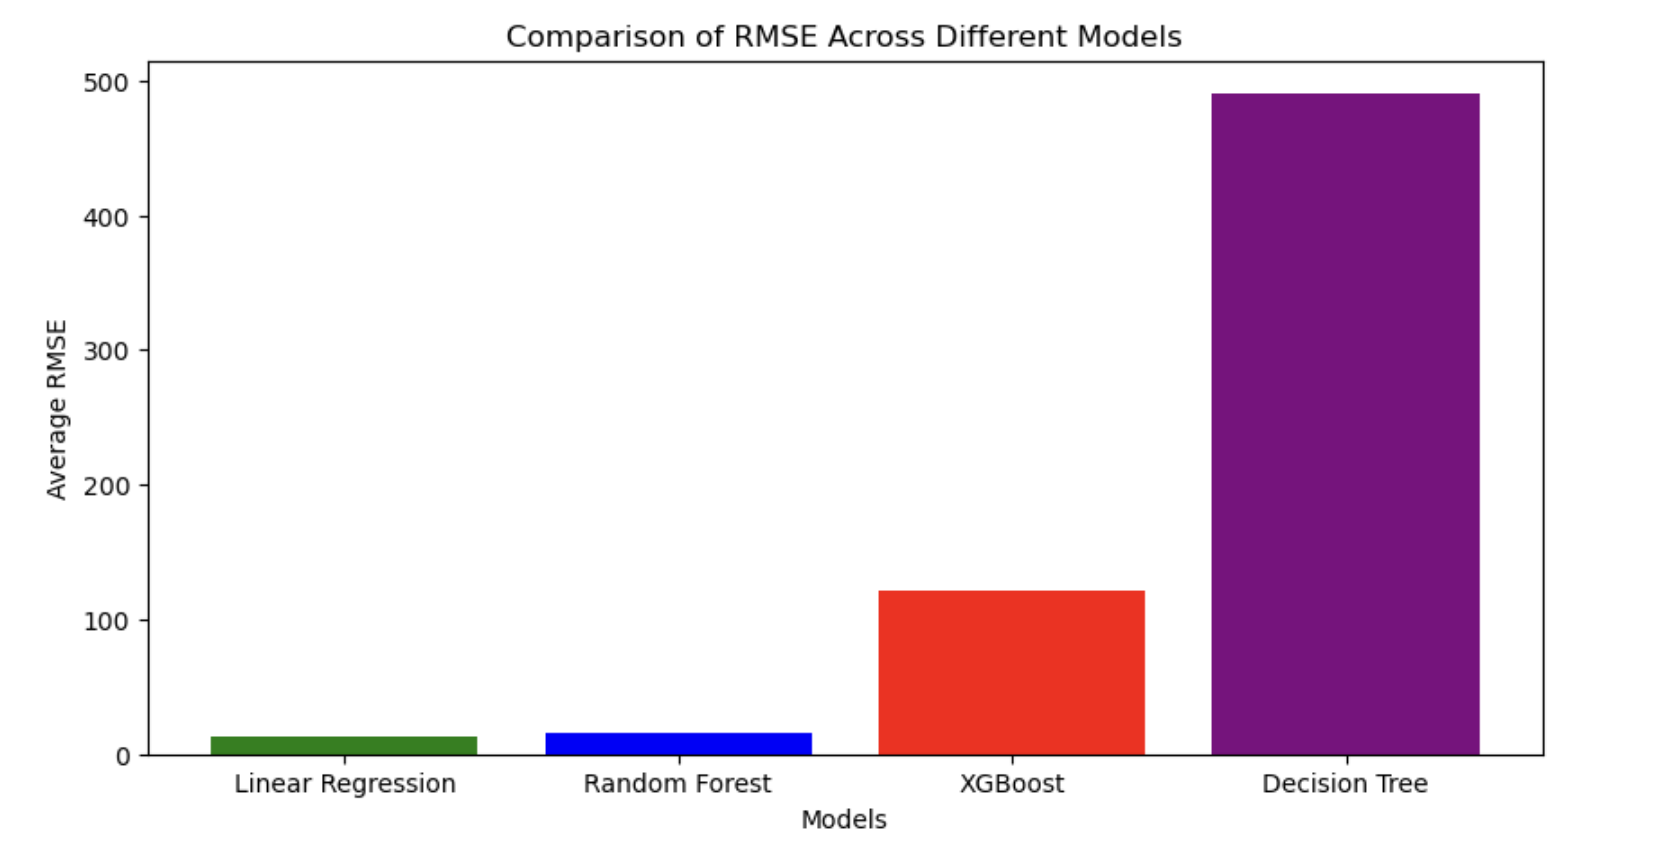 Comparison of RMSE Across Different Models
500
400
300
200
100
0
Average RMSE
Linear Regression
Random Forest
XGBoost
Decision Tree
Models